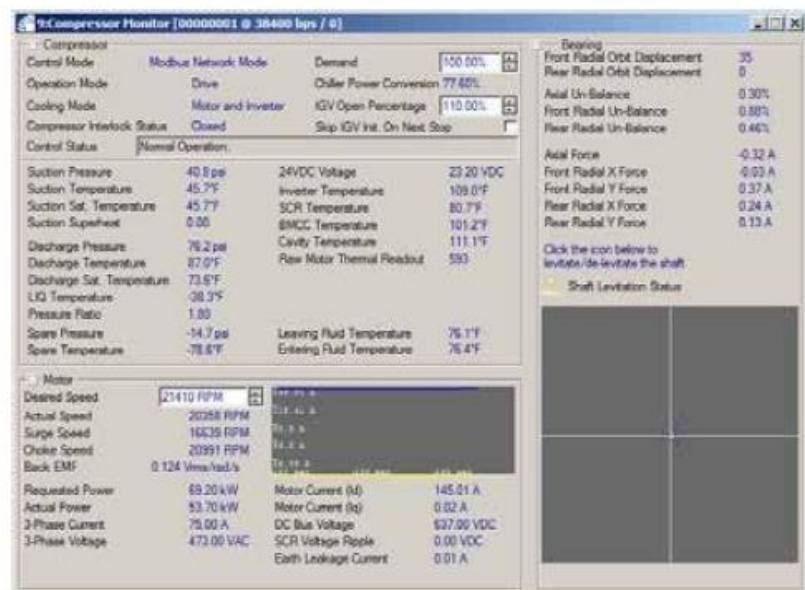 9:Compressor Monitor [00000001 @ 38400 bps / 0]
Compressor
Control Mode Modbus Network Mode Demand 100.00%
Operation Mode Drive Chiller Power Conversion 77.60%
Cooling Mode Motor and Inverter IGV Open Percentage 110.00%
Compressor Interlock Status Closed Skip IGV Init. On Next Stop
Control Status Normal Operation.
Suction Pressure 40.8 psi 24VDC Voltage 23.20 VDC
Suction Temperature 45.7°F Inverter Temperature 109.0°F
Suction Sat. Temperature 45.7°F SCR Temperature 80.7°F
Suction Superheat 0.00 BMCC Temperature 101.2°F
Cavity Temperature 111.1°F
Discharge Pressure 76.2 psi Raw Motor Thermal Readout 593
Discharge Temperature 87.0°F
Discharge Sat. Temperature 73.6°F
LIQ Temperature -38.3°F
Pressure Ratio 1.80
Spare Pressure -14.7 psi Leaving Fluid Temperature 76.1°F
Spare Temperature -78.6°F Entering Fluid Temperature 76.4°F
Motor
Desired Speed 21410 RPM
Actual Speed 20358 RPM
Surge Speed 16639 RPM
Choke Speed 20991 RPM
Back EMF 0.124 Vrms/rad/s
Requested Power 69.20 kW Motor Current (Id) 145.01 A
Actual Power 53.70 kW Motor Current (Iq) 0.02 A
3-Phase Current 75.00 A DC Bus Voltage 637.00 VDC
3-Phase Voltage 473.00 VAC SCR Voltage Ripple 0.00 VDC
Earth Leakage Current 0.01 A
Bearing
Front Radial Orbit Displacement 35
Rear Radial Orbit Displacement 0
Axial Un-Balance 0.30%
Front Radial Un-Balance 0.88%
Rear Radial Un-Balance 0.46%
Axial Force -0.32 A
Front Radial X Force -0.03 A
Front Radial Y Force 0.37 A
Rear Radial X Force 0.24 A
Rear Radial Y Force 0.13 A
Click the icon below to
levitate/de-levitate the shaft
Shaft Levitation Status